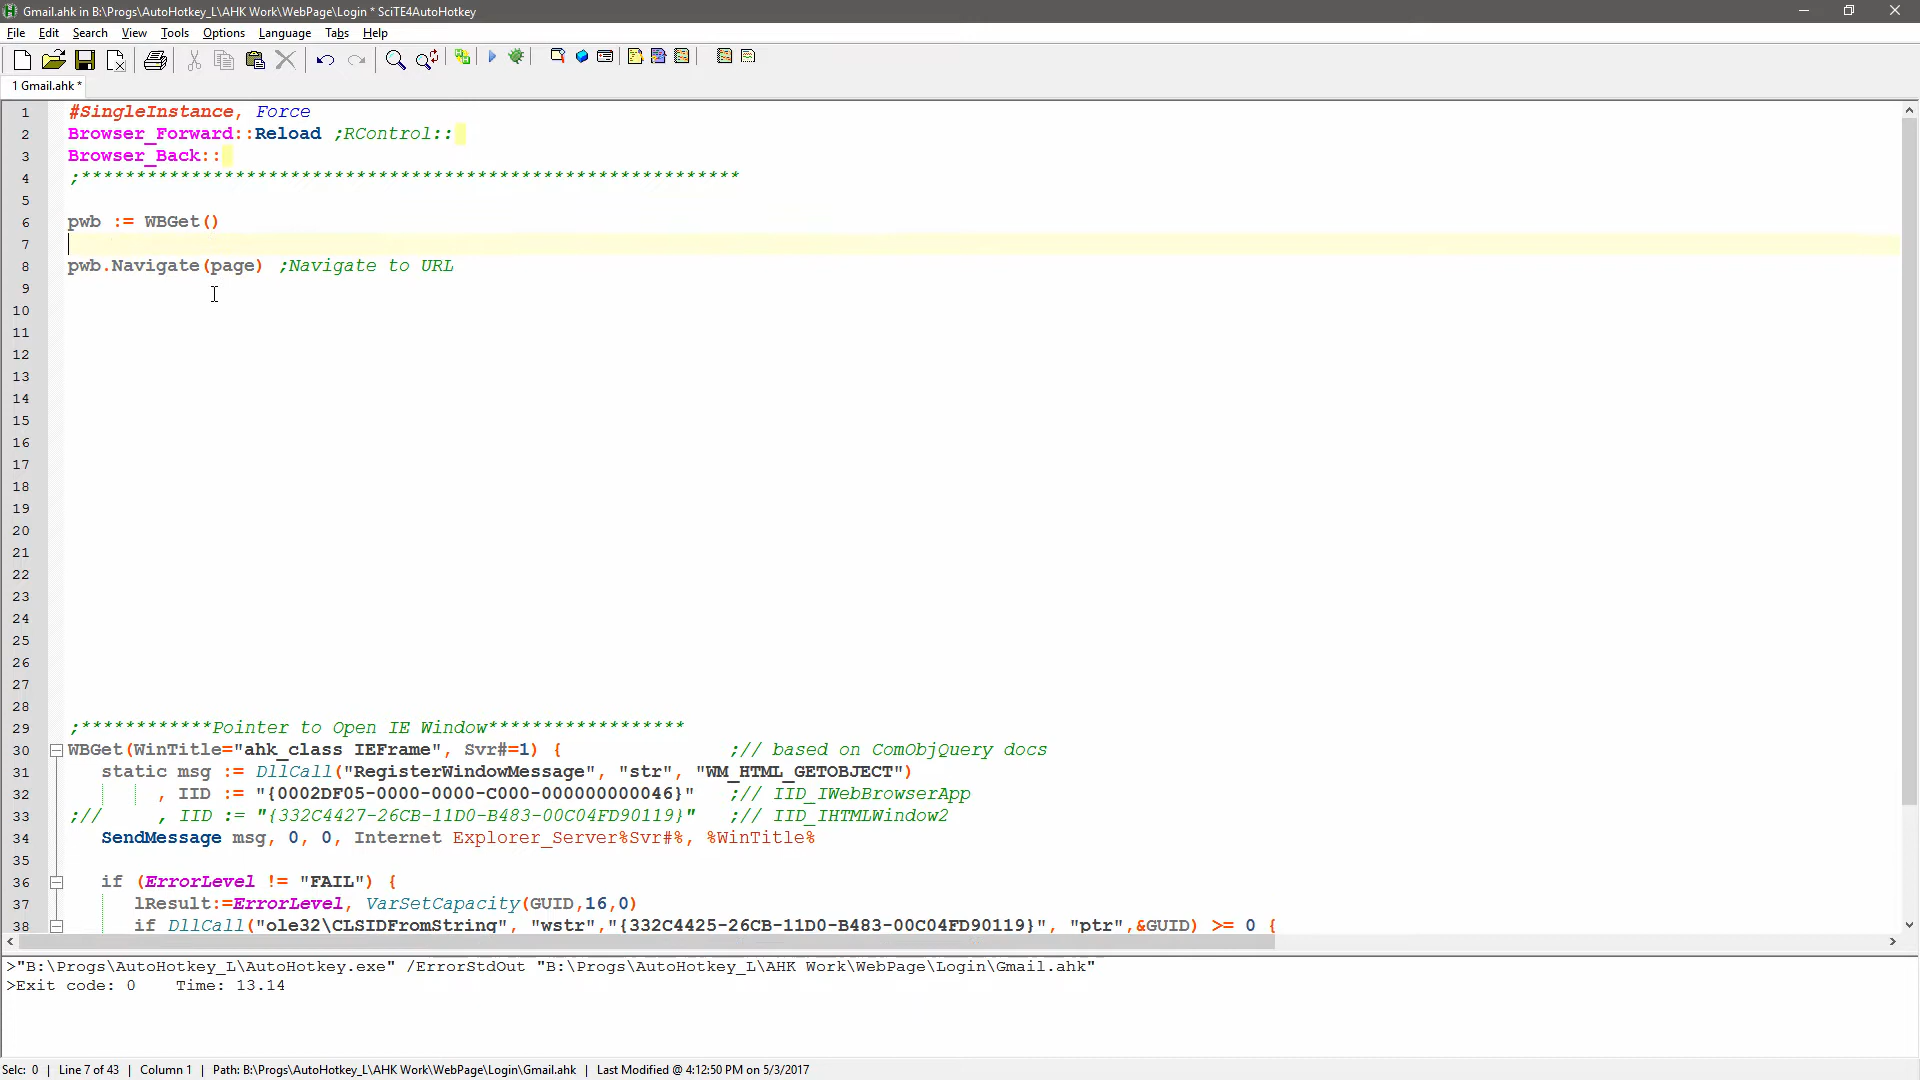 Gmail.ahk in B:\Progs\AutoHotkey_L\AHK Work\WebPage\Login * SciTE4AutoHotkey
File Edit Search View Tools Options Language Tabs Help
1 Gmail.ahk *
1 #SingleInstance, Force
2 Browser_Forward::Reload ;RControl::
3 Browser_Back::
4 ;************************************************************
5
6 pwb := WBGet()
7
8 pwb.Navigate(page) ;Navigate to URL
9
10
11
12
13
14
15
16
17
18
19
20
21
22
23
24
25
26
27
28
29 ;************Pointer to Open IE Window******************
30 WBGet(WinTitle="ahk_class IEFrame", Svr#=1) { ;// based on ComObjQuery docs
31 static msg := DllCall("RegisterWindowMessage", "str", "WM_HTML_GETOBJECT")
32 , IID := "{0002DF05-0000-0000-C000-000000000046}" ;// IID_IWebBrowserApp
33 ;// , IID := "{332C4427-26CB-11D0-B483-00C04FD90119}" ;// IID_IHTMLWindow2
34 SendMessage msg, 0, 0, Internet Explorer_Server%Svr#%, %WinTitle%
35
36 if (ErrorLevel != "FAIL") {
37 lResult:=ErrorLevel, VarSetCapacity(GUID,16,0)
38 if DllCall("ole32\CLSIDFromString", "wstr","{332C4425-26CB-11D0-B483-00C04FD90119}", "ptr",&GUID) >= 0 {
>"B:\Progs\AutoHotkey_L\AutoHotkey.exe" /ErrorStdOut "B:\Progs\AutoHotkey_L\AHK Work\WebPage\Login\Gmail.ahk"
>Exit code: 0 Time: 13.14
Selc: 0 | Line 7 of 43 | Column 1 | Path: B:\Progs\AutoHotkey_L\AHK Work\WebPage\Login\Gmail.ahk | Last Modified @ 4:12:50 PM on 5/3/2017